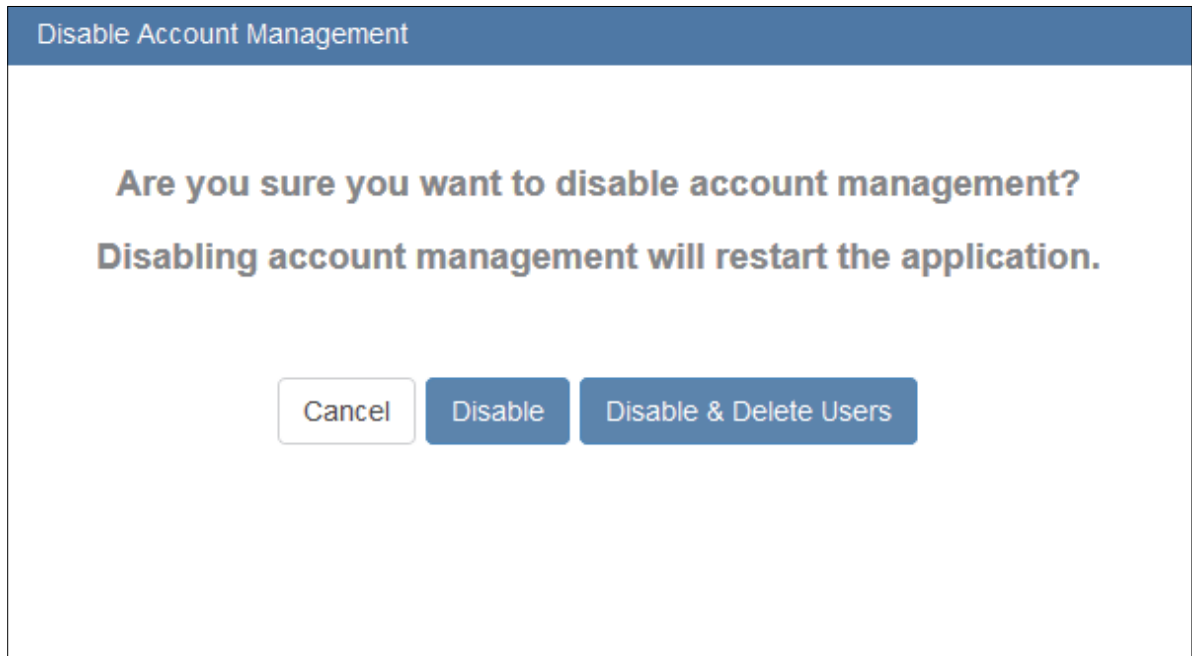 Disable Account Management
Are you sure you want to disable account management?
Disabling account management will restart the application.
Cancel Disable Disable & Delete Users